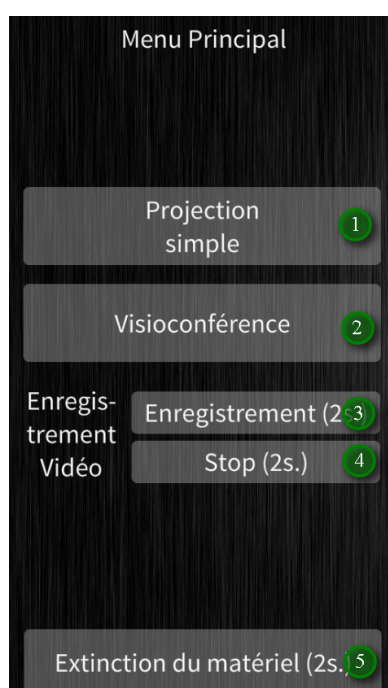 Menu Principal
Projection
simple
1
Visioconférence
2
Enregis-
trement
Vidéo
Enregistrement (2s.)
3
Stop (2s.)
4
Extinction du matériel (2s.)
5